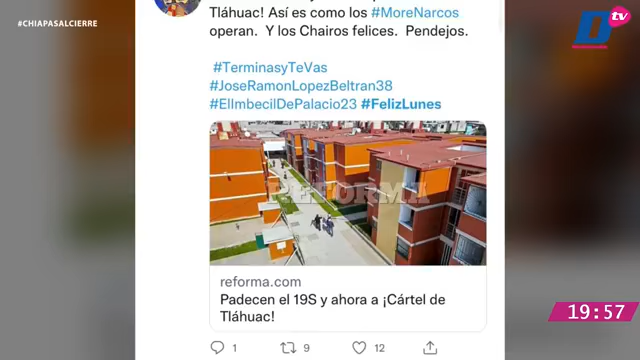 #CHIAPASALCIERRE
Tláhuac! Así es como los #MoreNarcos
operan. Y los Chairos felices. Pendejos.
#TerminasyTeVas
#JoseRamonLopezBeltran38
#ElImbecilDePalacio23 #FelizLunes
REFORMA
reforma.com
Padecen el 19S y ahora a ¡Cártel de
Tláhuac!
1 9 12
D tv
19:57